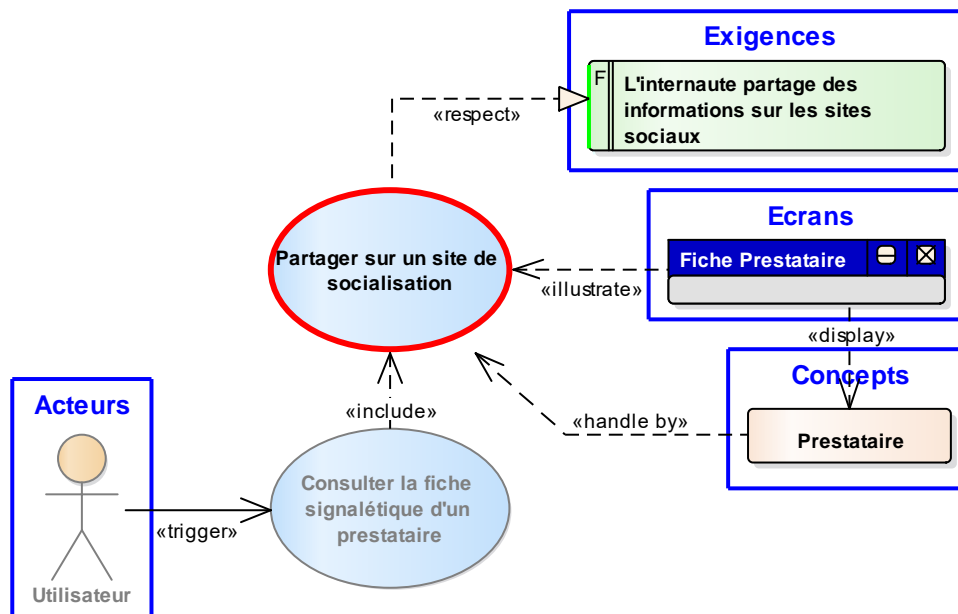 Exigences
F
L'internaute partage des
informations sur les sites
sociaux
«respect»
Ecrans
Fiche Prestataire
Partager sur un site de
socialisation
«illustrate»
«display»
Concepts
Prestataire
«handle by»
Acteurs
«include»
Consulter la fiche
signalétique d'un
prestataire
«trigger»
Utilisateur